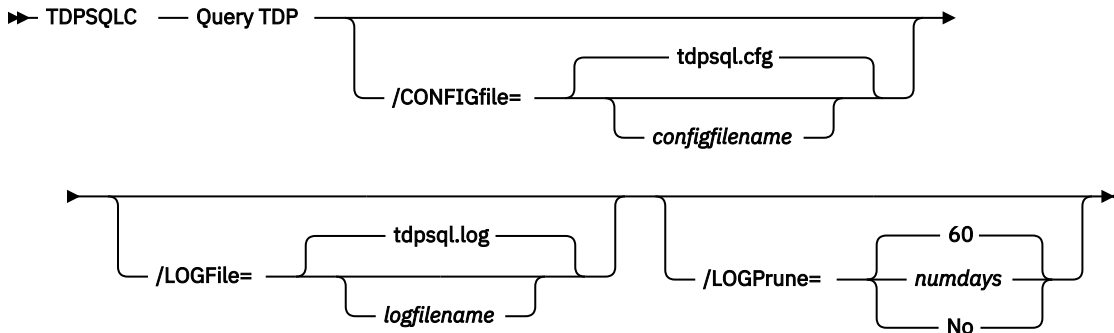 TDPSQLC Query TDP
tdpsql.cfg
/CONFIGfile=
configfilename
tdpsql.log
/LOGFile=
logfilename
60
/LOGPrune= numdays
No